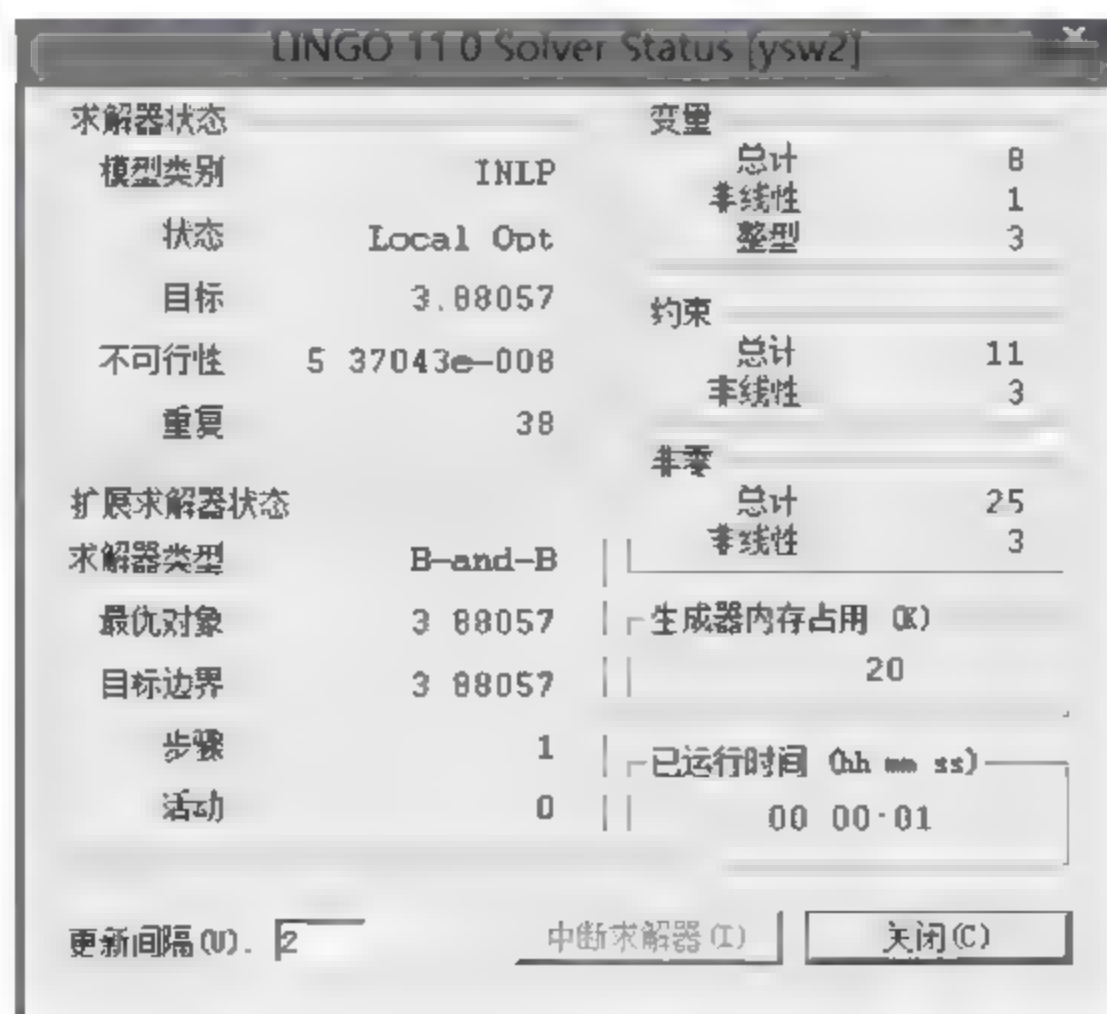 LINGO 11.0 Solver Status [ysw2]
求解器状态
模型类别 INLP
状态 Local Opt
目标 3.88057
不可行性 5 37043e-008
重复 38
扩展求解器状态
求解器类型 B-and-B
最优对象 3 88057
目标边界 3 88057
步骤 1
活动 0
变量
总计 8
非线性 1
整型 3
约束
总计 11
非线性 3
非零
总计 25
非线性 3
生成器内存占用 (K)
20
已运行时间 (hh mm ss)
00 00·01
更新间隔(U). 2
中断求解器(I)
关闭(C)